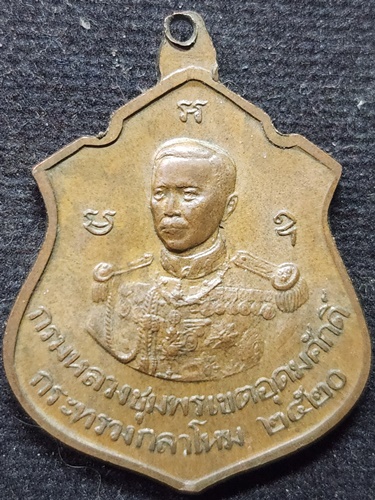 กรมหลวงชุมพรเขตอุดมศักดิ์
กระทรวงกลาโหม ๒๕๒๐